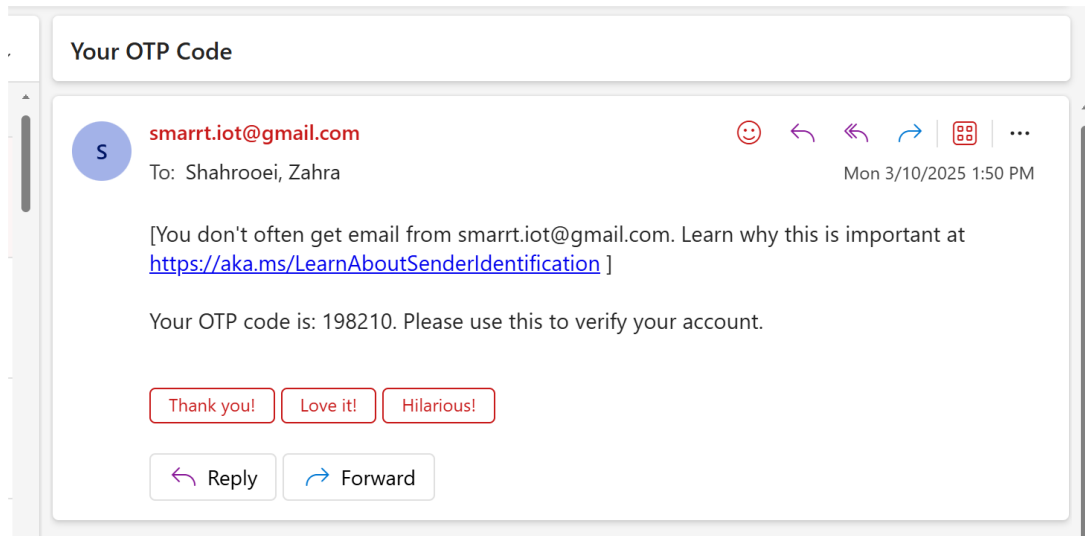 Your OTP Code
S
smarrt.iot@gmail.com
To: Shahrooei, Zahra
Mon 3/10/2025 1:50 PM
[You don't often get email from smarrt.iot@gmail.com. Learn why this is important at
https://aka.ms/LearnAboutSenderIdentification ]
Your OTP code is: 198210. Please use this to verify your account.
Thank you! Love it! Hilarious!
Reply Forward